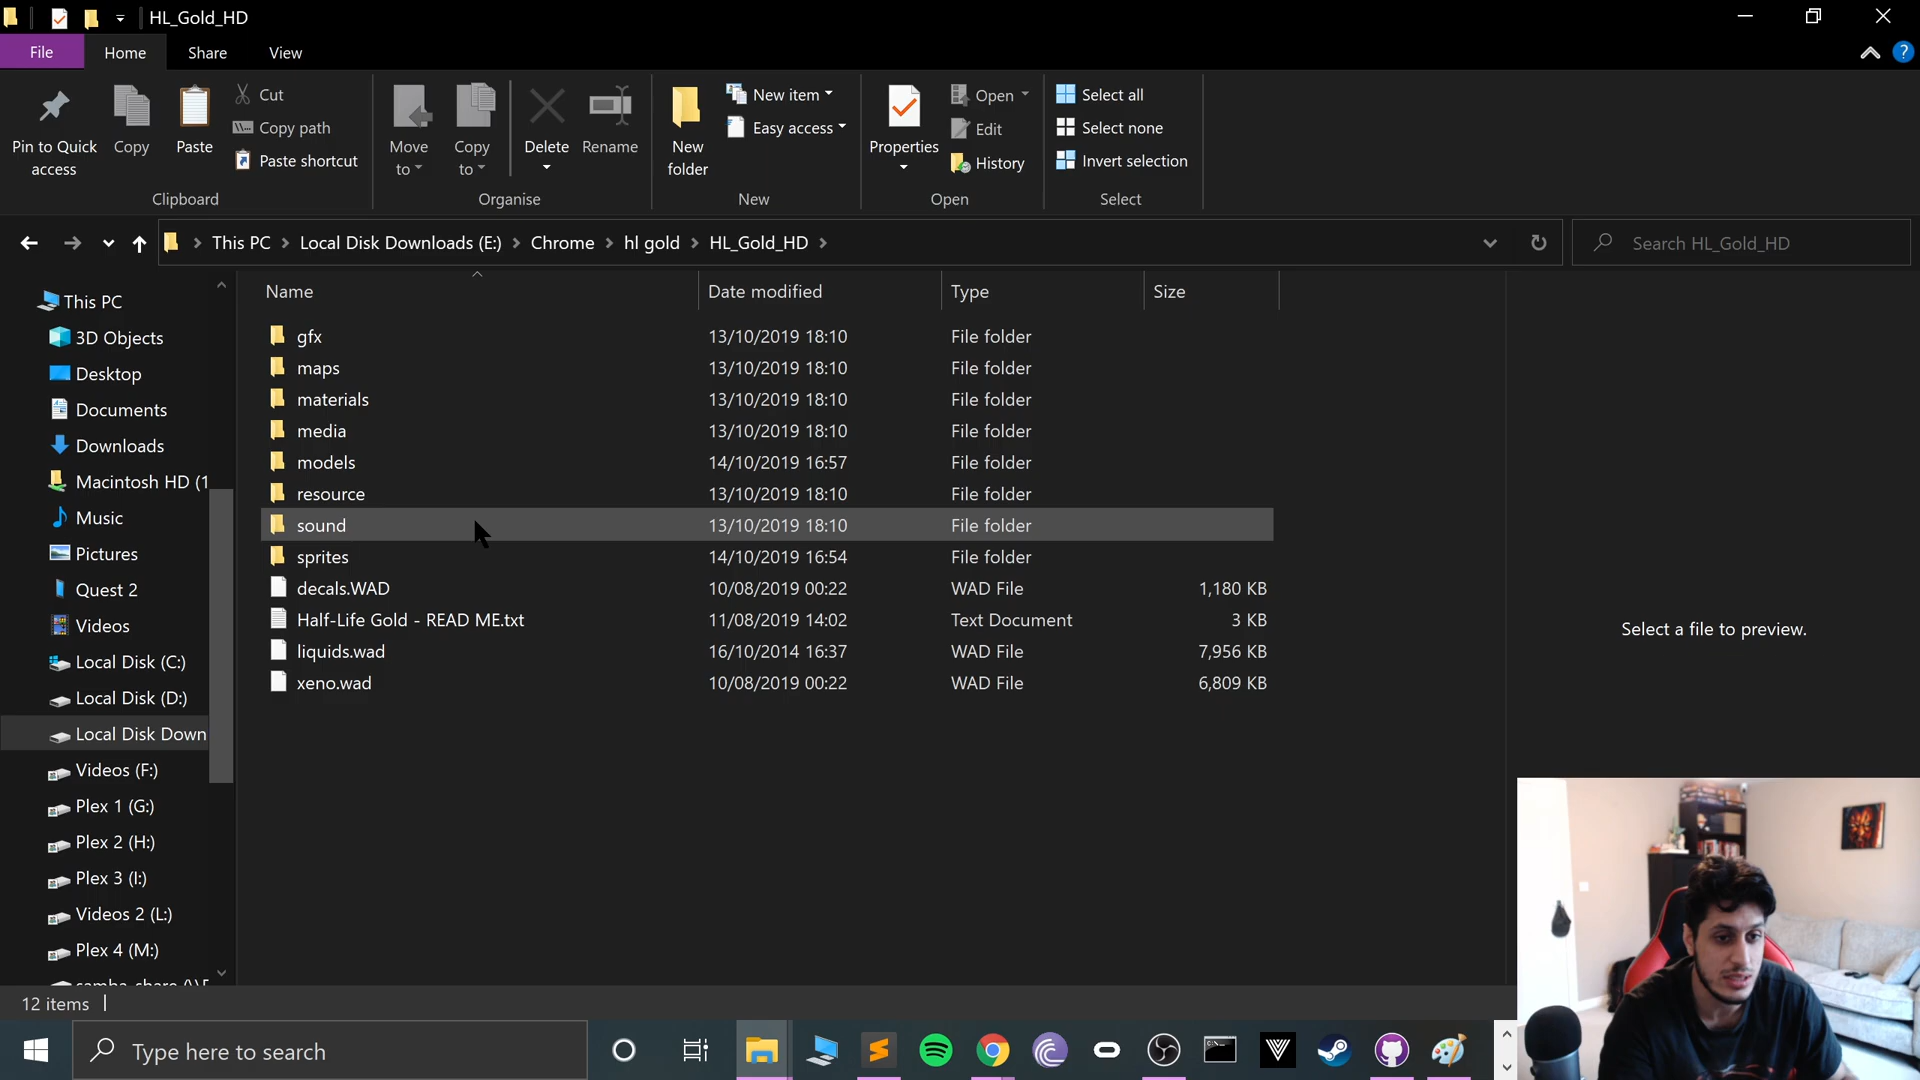 HL_Gold_HD
File Home Share View
Pin to Quick access
Copy
Paste
Cut
Copy path
Paste shortcut
Clipboard
Move to
Copy to
Delete
Rename
Organise
New folder
New item
Easy access
New
Properties
Open
Edit
History
Open
Select all
Select none
Invert selection
Select
This PC > Local Disk Downloads (E:) > Chrome > hl gold > HL_Gold_HD >
Search HL_Gold_HD
This PC
3D Objects
Desktop
Documents
Downloads
Macintosh HD (1
Music
Pictures
Quest 2
Videos
Local Disk (C:)
Local Disk (D:)
Local Disk Down
Videos (F:)
Plex 1 (G:)
Plex 2 (H:)
Plex 3 (I:)
Videos 2 (L:)
Plex 4 (M:)
Name Date modified Type Size
gfx 13/10/2019 18:10 File folder
maps 13/10/2019 18:10 File folder
materials 13/10/2019 18:10 File folder
media 13/10/2019 18:10 File folder
models 14/10/2019 16:57 File folder
resource 13/10/2019 18:10 File folder
sound 13/10/2019 18:10 File folder
sprites 14/10/2019 16:54 File folder
decals.WAD 10/08/2019 00:22 WAD File 1,180 KB
Half-Life Gold - READ ME.txt 11/08/2019 14:02 Text Document 3 KB
liquids.wad 16/10/2014 16:37 WAD File 7,956 KB
xeno.wad 10/08/2019 00:22 WAD File 6,809 KB
Select a file to preview.
12 items
Type here to search